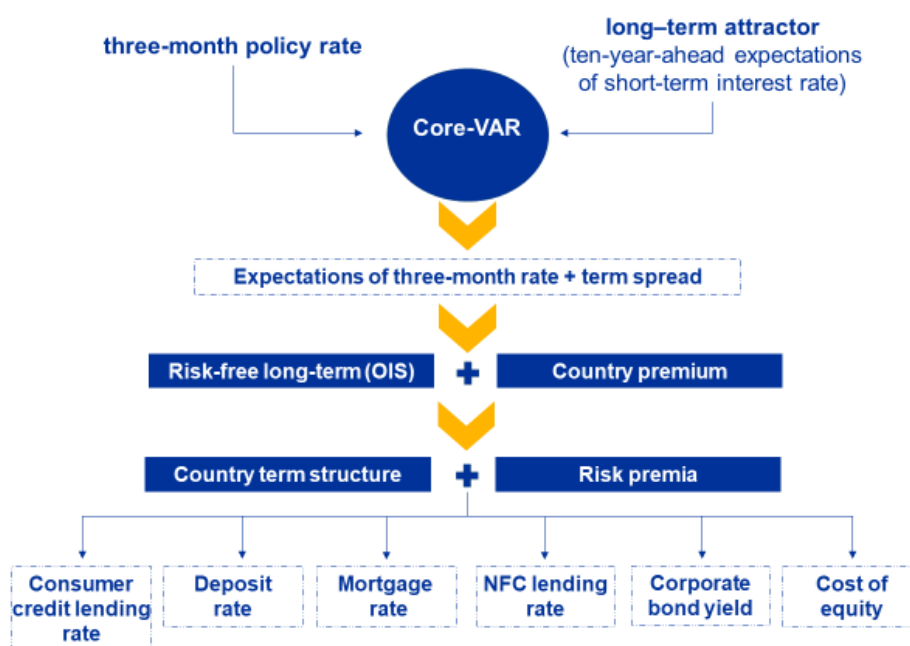 three-month policy rate
long–term attractor
(ten-year-ahead expectations
of short-term interest rate)
Core-VAR
Expectations of three-month rate + term spread
Risk-free long-term (OIS)
+
Country premium
Country term structure
+
Risk premia
Consumer
credit lending
rate
Deposit
rate
Mortgage
rate
NFC lending
rate
Corporate
bond yield
Cost of
equity